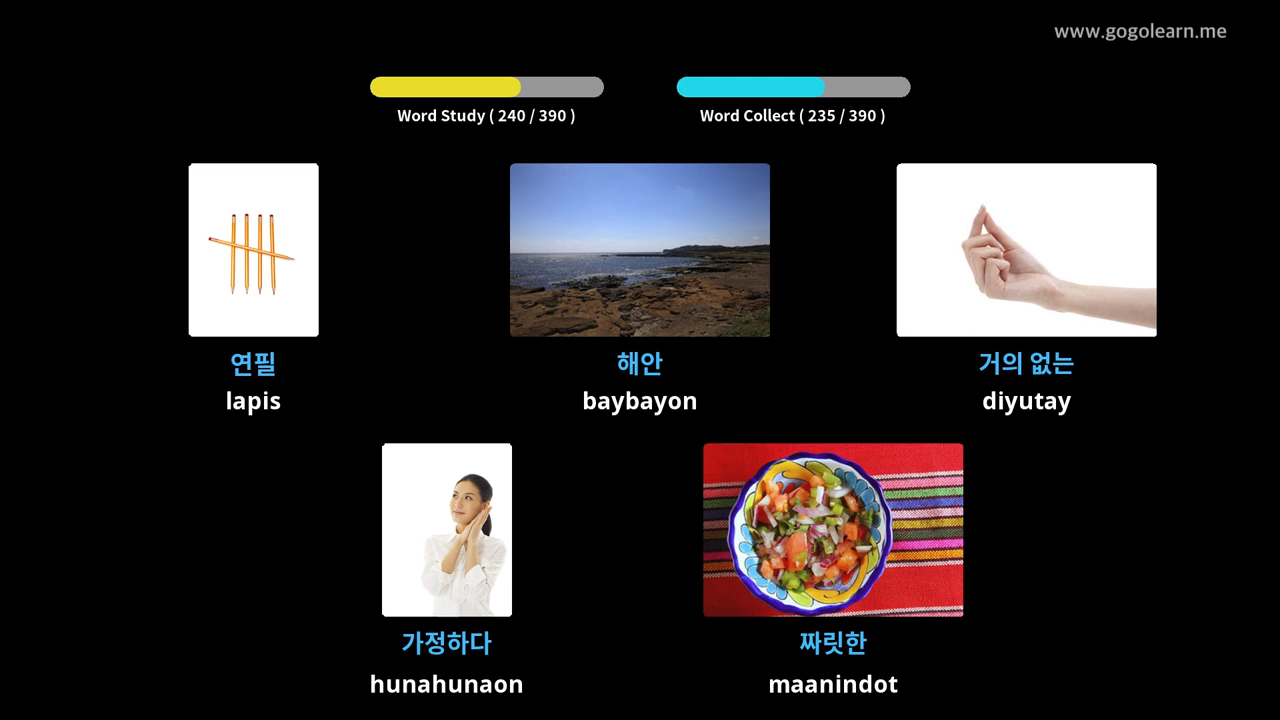 www.gogolearn.me
Word Study ( 240 / 390 )
Word Collect ( 235 / 390 )
연필
lapis
해안
baybayon
거의 없는
diyutay
가정하다
hunahunaon
짜릿한
maanindot